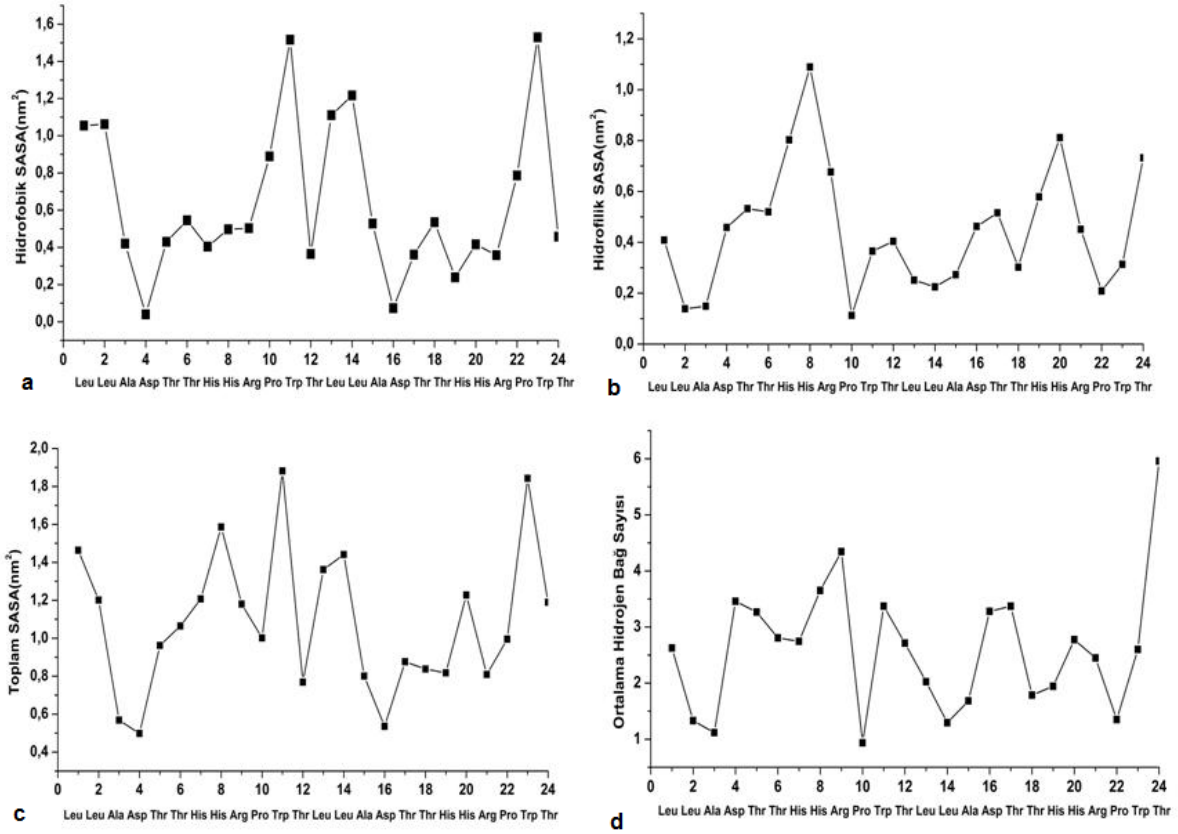 Hidrofobik SASA(nm²)
1,6
1,4
1,2
1,0
0,8
0,6
0,4
0,2
0,0
0 2 4 6 8 10 12 14 16 18 20 22 24
Leu Leu Ala Asp Thr Thr His His Arg Pro Trp Thr Leu Leu Ala Asp Thr Thr His His Arg Pro Trp Thr
a
Hidrofilik SASA(nm²)
1,2
1,0
0,8
0,6
0,4
0,2
0,0
0 2 4 6 8 10 12 14 16 18 20 22 24
Leu Leu Ala Asp Thr Thr His His Arg Pro Trp Thr Leu Leu Ala Asp Thr Thr His His Arg Pro Trp Thr
b
Toplam SASA(nm²)
2,0
1,8
1,6
1,4
1,2
1,0
0,8
0,6
0,4
0 2 4 6 8 10 12 14 16 18 20 22 24
Leu Leu Ala Asp Thr Thr His His Arg Pro Trp Thr Leu Leu Ala Asp Thr Thr His His Arg Pro Trp Thr
c
Ortalama Hidrojen Bağ Sayısı
6
5
4
3
2
1
0 2 4 6 8 10 12 14 16 18 20 22 24
Leu Leu Ala Asp Thr Thr His His Arg Pro Trp Thr Leu Leu Ala Asp Thr Thr His His Arg Pro Trp Thr
d